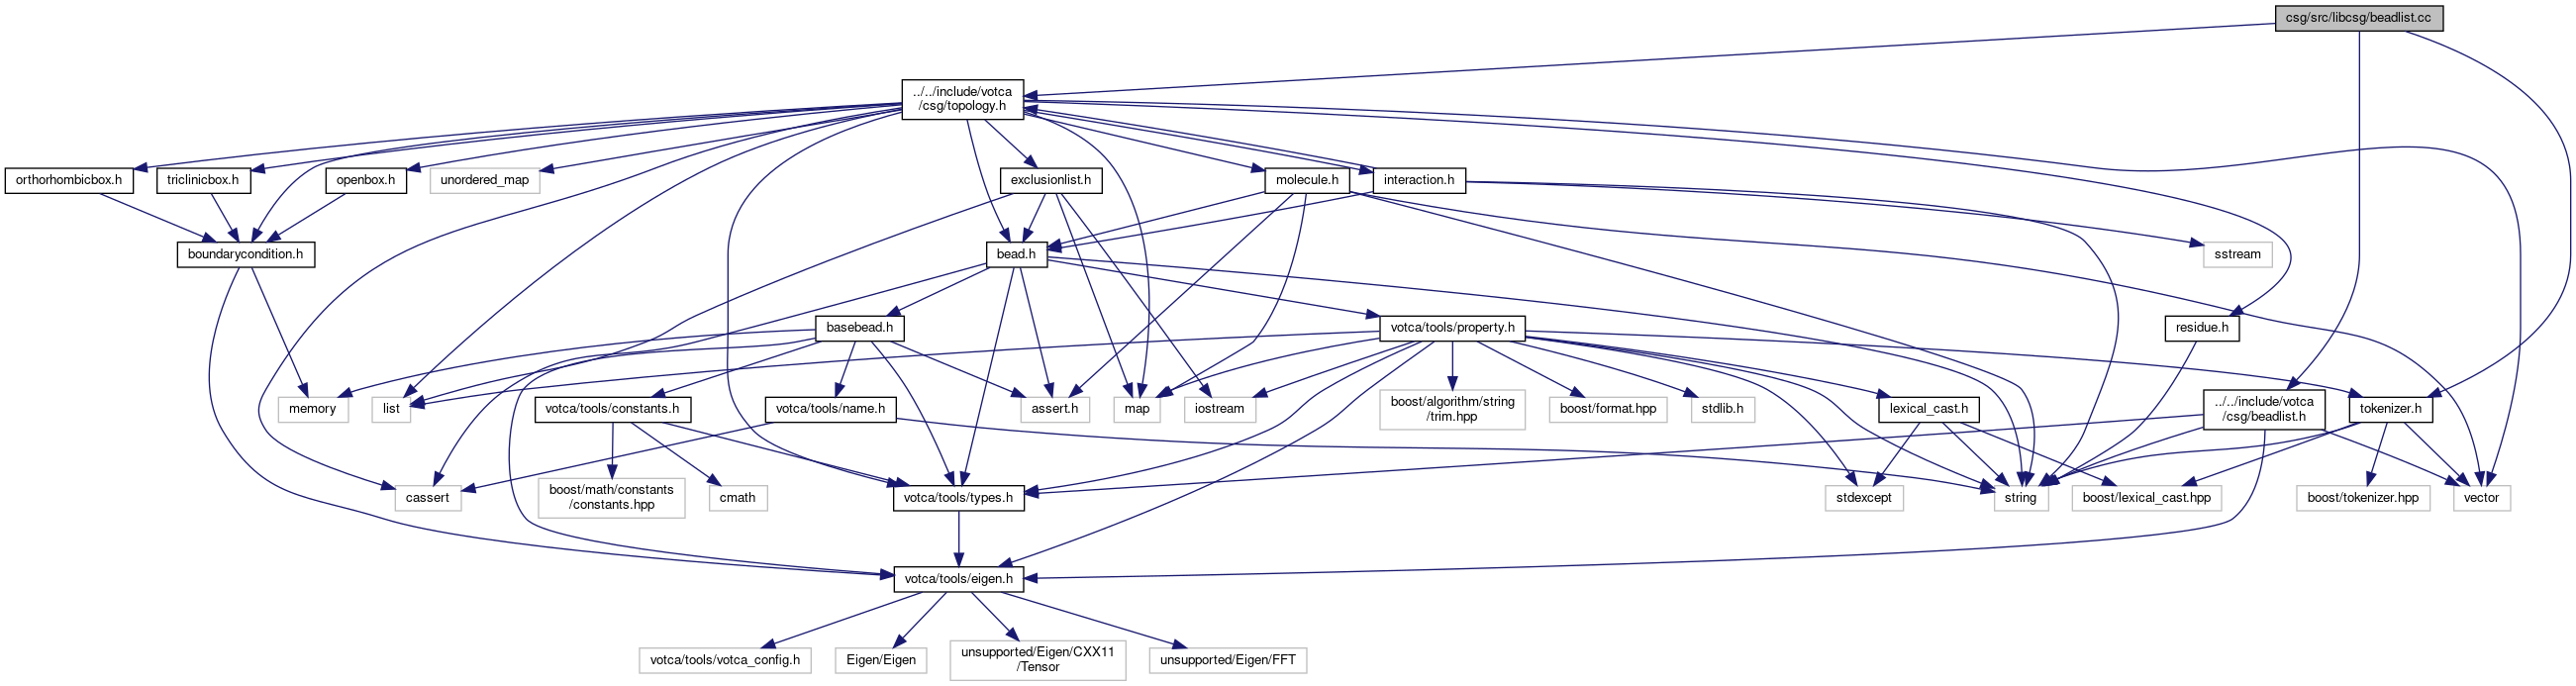 csg/src/libcsg/beadlist.cc
../../include/votca
/csg/topology.h
orthorhombicbox.h
triclinicbox.h
openbox.h
unordered_map
exclusionlist.h
molecule.h
interaction.h
boundarycondition.h
bead.h
sstream
basebead.h
votca/tools/property.h
residue.h
memory
list
votca/tools/constants.h
votca/tools/name.h
assert.h
map
iostream
boost/algorithm/string
/trim.hpp
boost/format.hpp
stdlib.h
lexical_cast.h
../../include/votca
/csg/beadlist.h
tokenizer.h
cassert
boost/math/constants
/constants.hpp
cmath
votca/tools/types.h
stdexcept
string
boost/lexical_cast.hpp
boost/tokenizer.hpp
vector
votca/tools/eigen.h
votca/tools/votca_config.h
Eigen/Eigen
unsupported/Eigen/CXX11
/Tensor
unsupported/Eigen/FFT